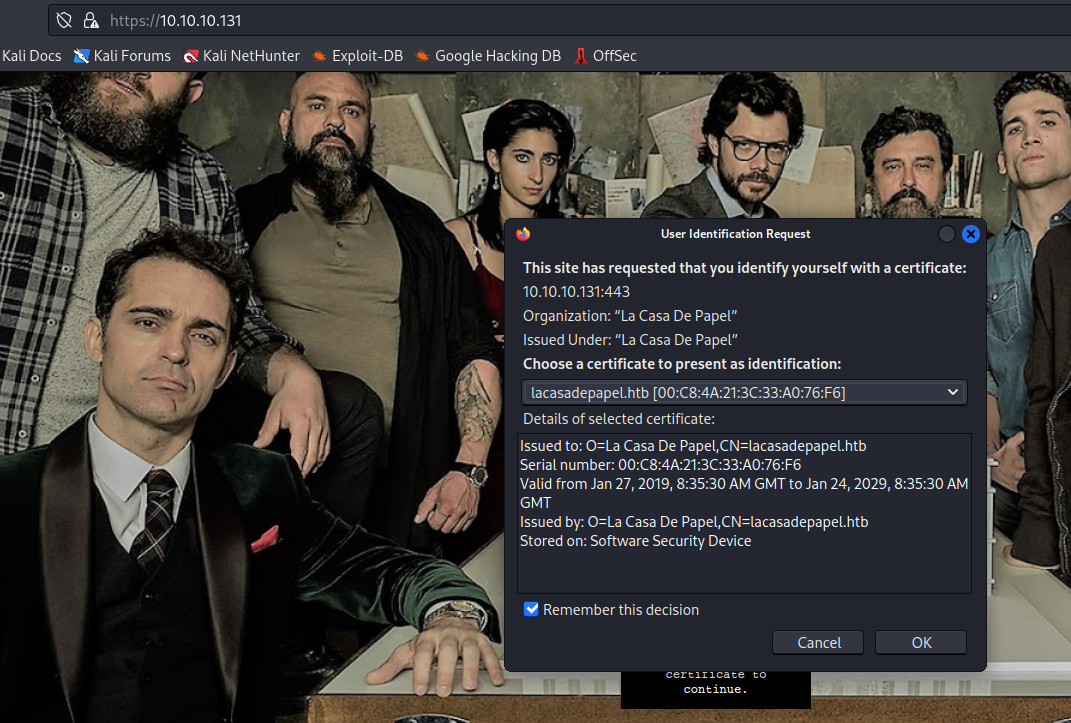 https://10.10.10.131
Kali Docs Kali Forums Kali NetHunter Exploit-DB Google Hacking DB OffSec
User Identification Request
This site has requested that you identify yourself with a certificate:
10.10.10.131:443
Organization: “La Casa De Papel”
Issued Under: “La Casa De Papel”
Choose a certificate to present as identification:
lacasadepapel.htb [00:C8:4A:21:3C:33:A0:76:F6]
Details of selected certificate:
Issued to: O=La Casa De Papel,CN=lacasadepapel.htb
Serial number: 00:C8:4A:21:3C:33:A0:76:F6
Valid from Jan 27, 2019, 8:35:30 AM GMT to Jan 24, 2029, 8:35:30 AM
GMT
Issued by: O=La Casa De Papel,CN=lacasadepapel.htb
Stored on: Software Security Device
Remember this decision
Cancel OK
certificate to
continue.